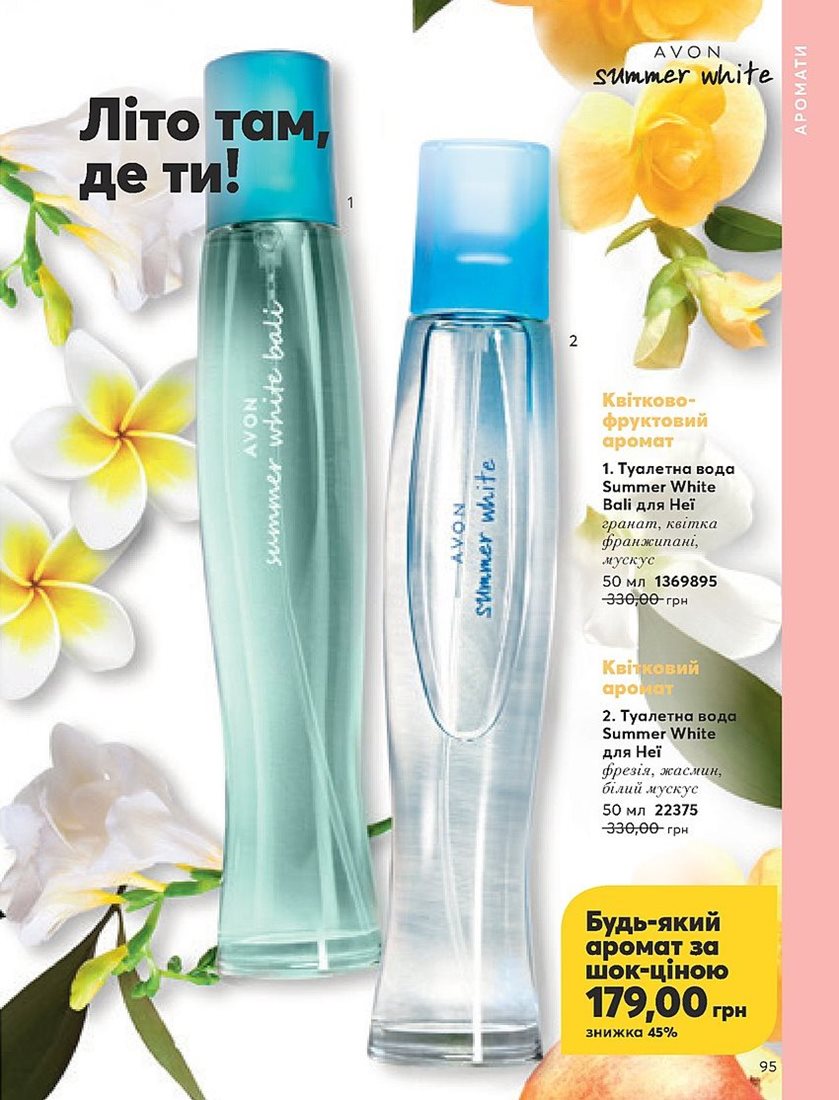 AVON
summer white
АРОМАТИ
Літо там,
де ти!
1
2
AVON
summer white bali
AVON
summer white
Квітково-
фруктовий
аромат
1. Туалетна вода
Summer White
Bali для Неї
гранат, квітка
франжипані,
мускус
50 мл 1369895
330,00 грн
Квітковий
аромат
2. Туалетна вода
Summer White
для Неї
фрезія, жасмин,
білий мускус
50 мл 22375
330,00 грн
Будь-який
аромат за
шок-ціною
179,00 грн
знижка 45%
95